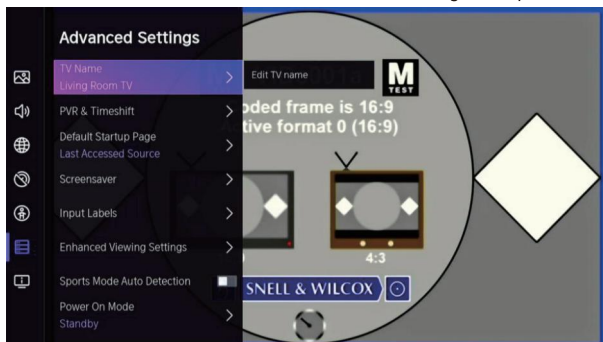 Advanced Settings
TV Name
Living Room TV
Edit TV name
M
TEST
PVR & Timeshift
oded frame is 16:9
tive format 0 (16:9)
Default Startup Page
Last Accessed Source
Screensaver
Input Labels
Enhanced Viewing Settings
4:3
Sports Mode Auto Detection
SNELL & WILCOX
Power On Mode
Standby